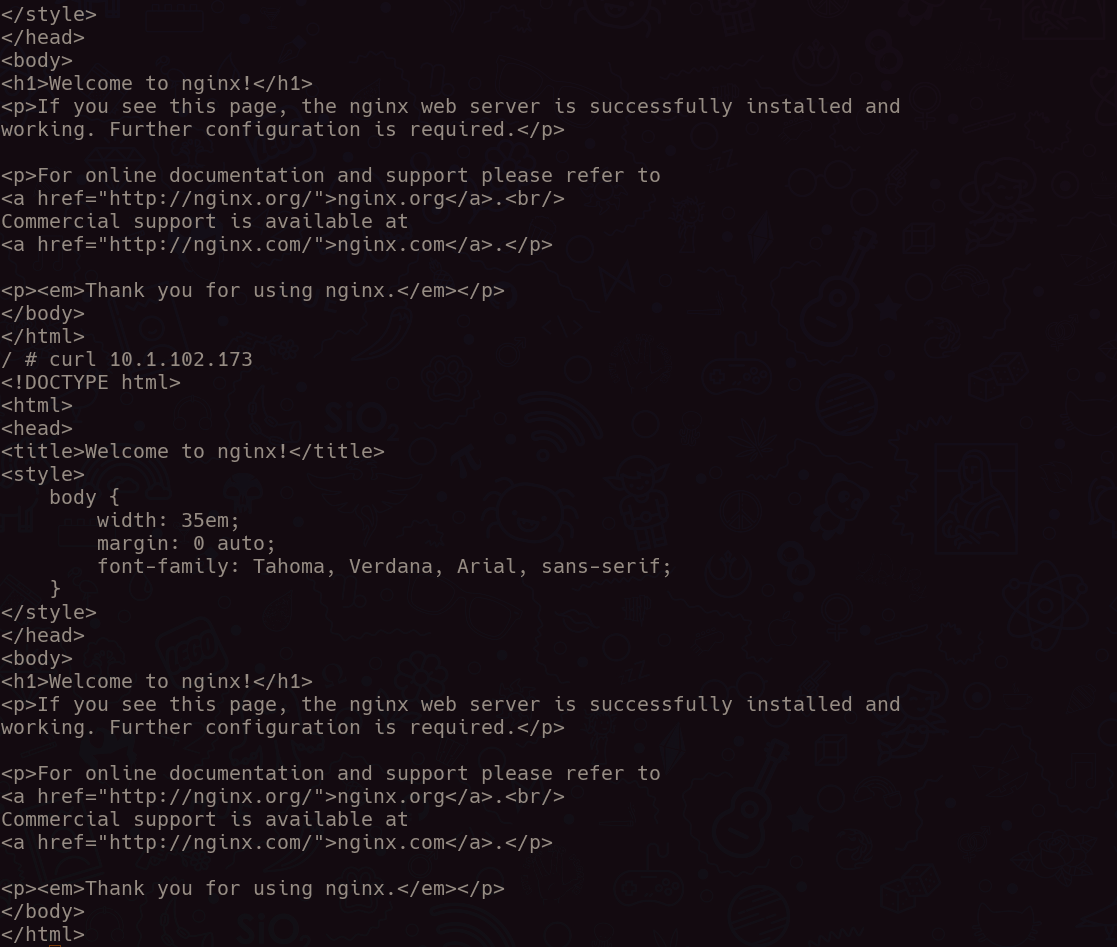 </style>
</head>
<body>
<h1>Welcome to nginx!</h1>
<p>If you see this page, the nginx web server is successfully installed and
working. Further configuration is required.</p>

<p>For online documentation and support please refer to
<a href="http://nginx.org/">nginx.org</a>.<br/>
Commercial support is available at
<a href="http://nginx.com/">nginx.com</a>.</p>

<p><em>Thank you for using nginx.</em></p>
</body>
</html>
/ # curl 10.1.102.173
<!DOCTYPE html>
<html>
<head>
<title>Welcome to nginx!</title>
<style>
    body {
        width: 35em;
        margin: 0 auto;
        font-family: Tahoma, Verdana, Arial, sans-serif;
    }
</style>
</head>
<body>
<h1>Welcome to nginx!</h1>
<p>If you see this page, the nginx web server is successfully installed and
working. Further configuration is required.</p>

<p>For online documentation and support please refer to
<a href="http://nginx.org/">nginx.org</a>.<br/>
Commercial support is available at
<a href="http://nginx.com/">nginx.com</a>.</p>

<p><em>Thank you for using nginx.</em></p>
</body>
</html>
SiO2
LEGO
SiO2